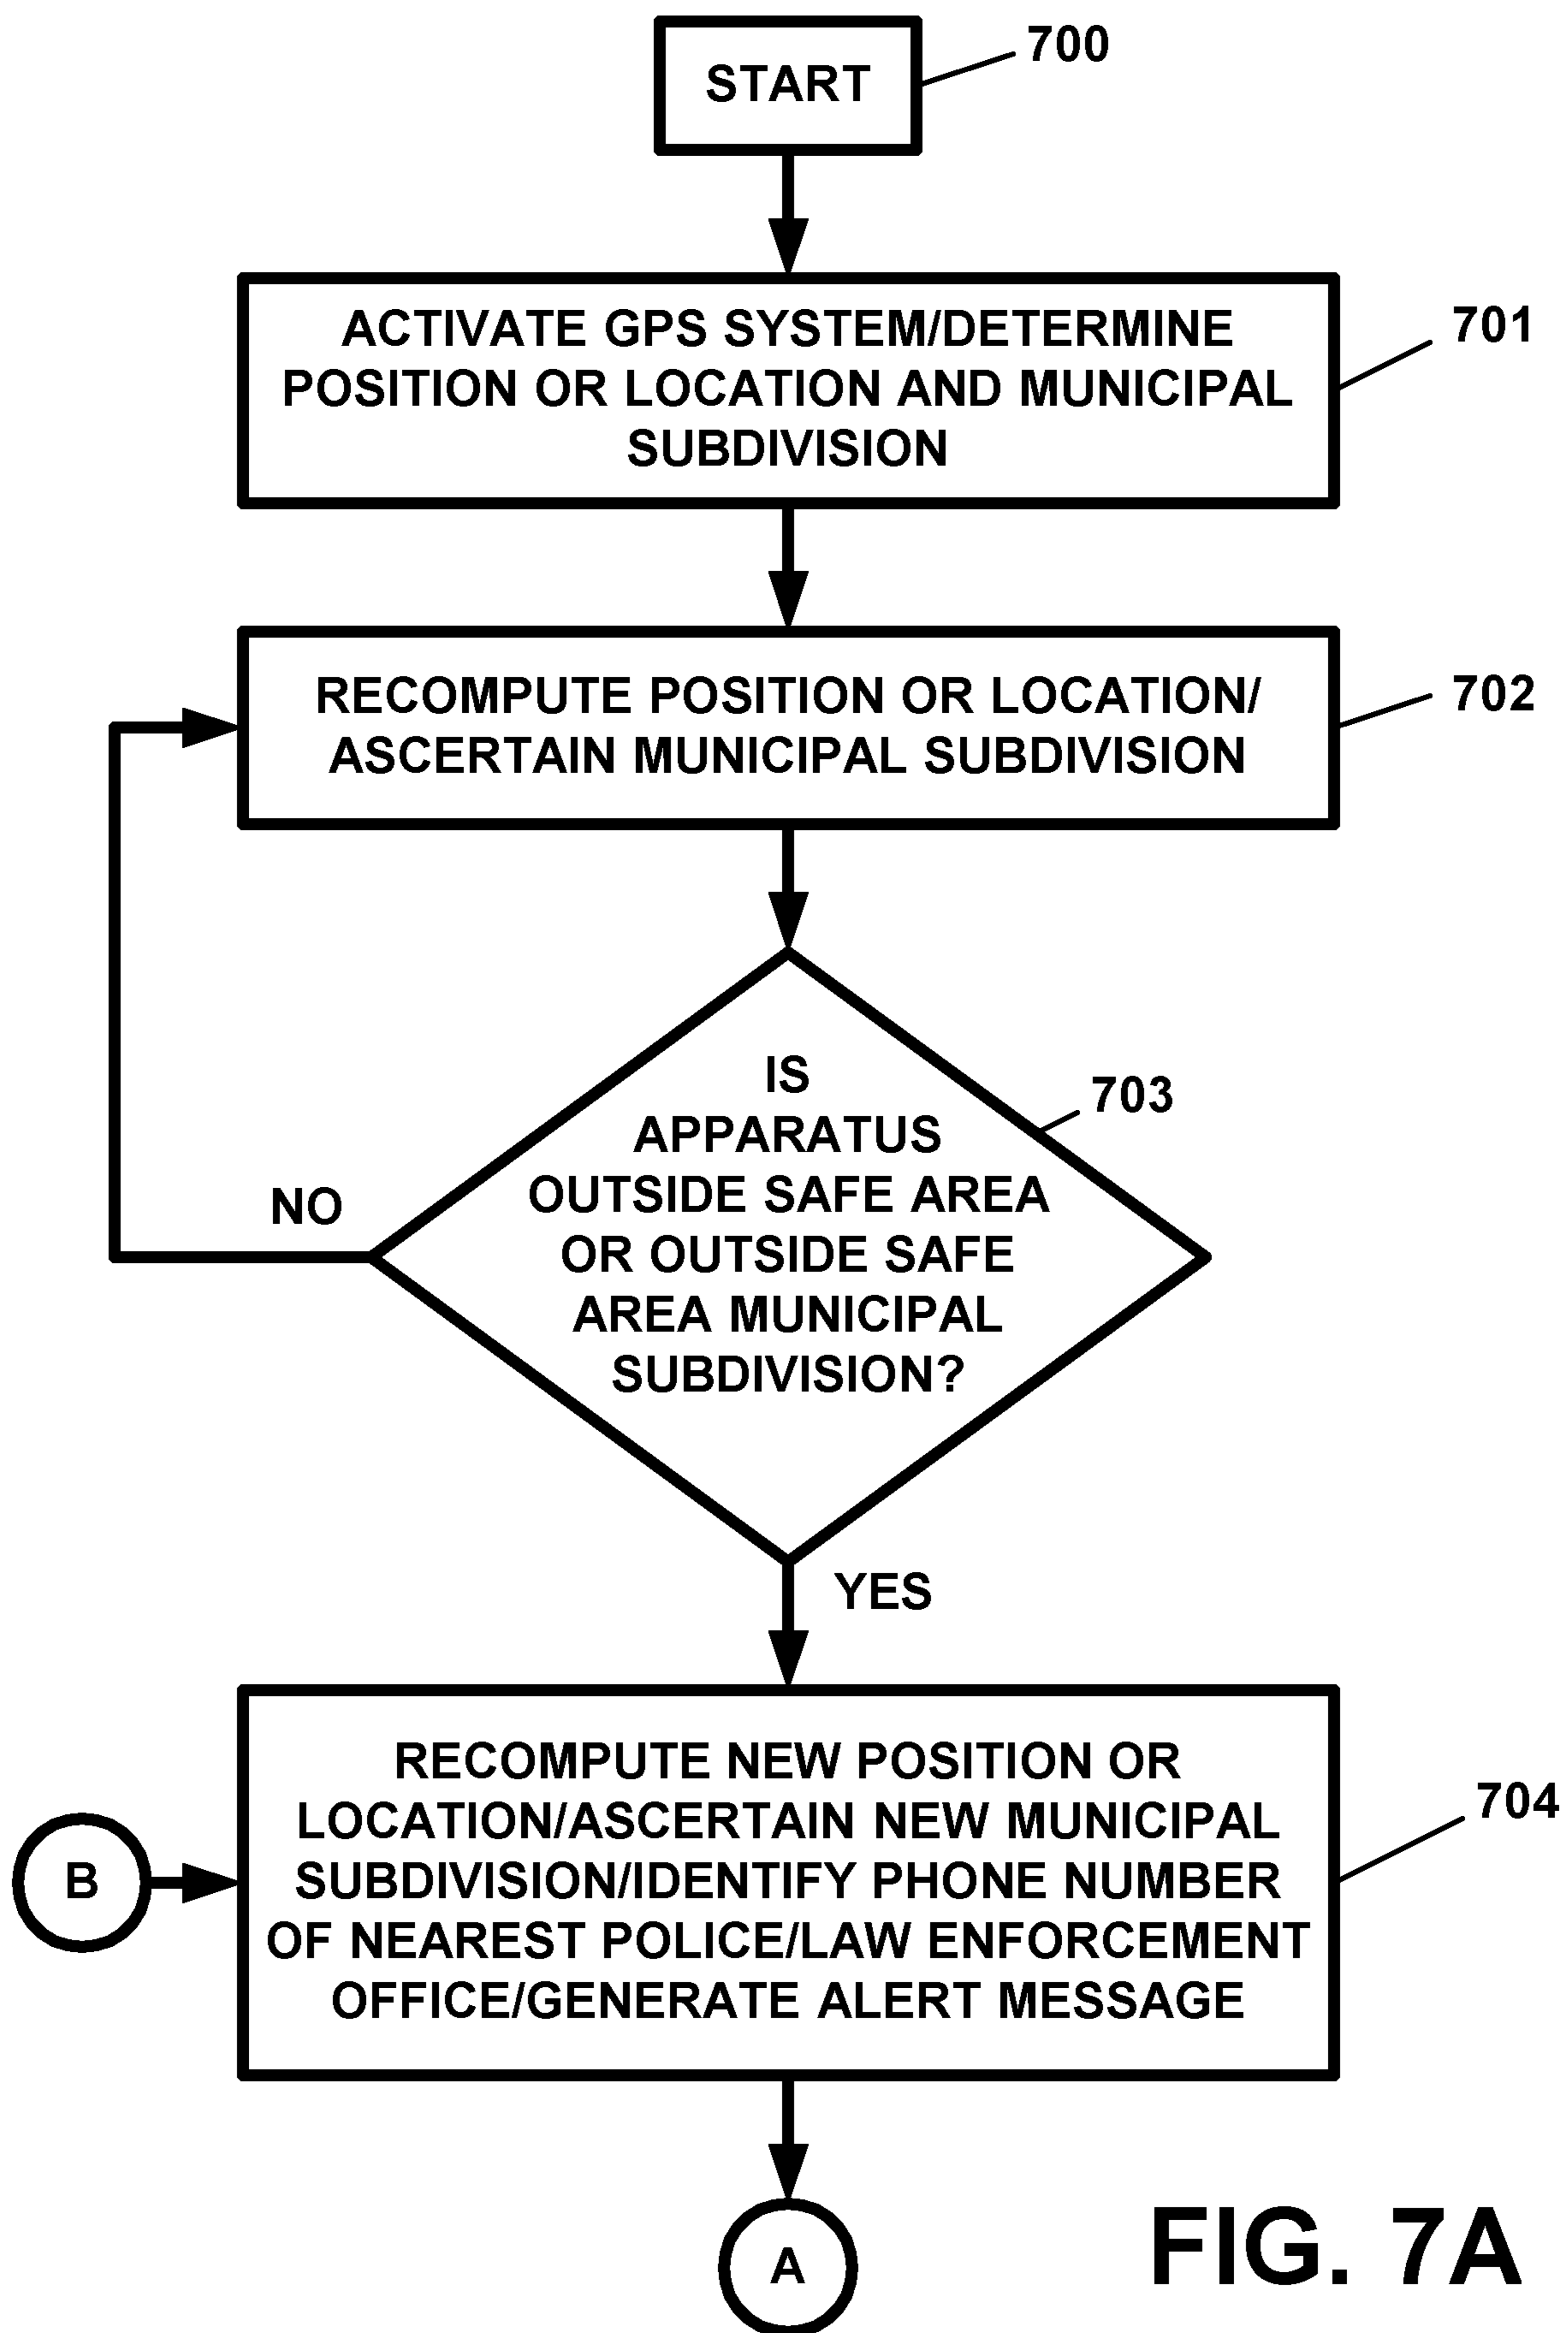 START
700
ACTIVATE GPS SYSTEM/DETERMINE
POSITION OR LOCATION AND MUNICIPAL
SUBDIVISION
701
RECOMPUTE POSITION OR LOCATION/
ASCERTAIN MUNICIPAL SUBDIVISION
702
IS
APPARATUS
OUTSIDE SAFE AREA
OR OUTSIDE SAFE
AREA MUNICIPAL
SUBDIVISION?
703
NO
YES
RECOMPUTE NEW POSITION OR
LOCATION/ASCERTAIN NEW MUNICIPAL
SUBDIVISION/IDENTIFY PHONE NUMBER
OF NEAREST POLICE/LAW ENFORCEMENT
OFFICE/GENERATE ALERT MESSAGE
704
B
A
FIG. 7A